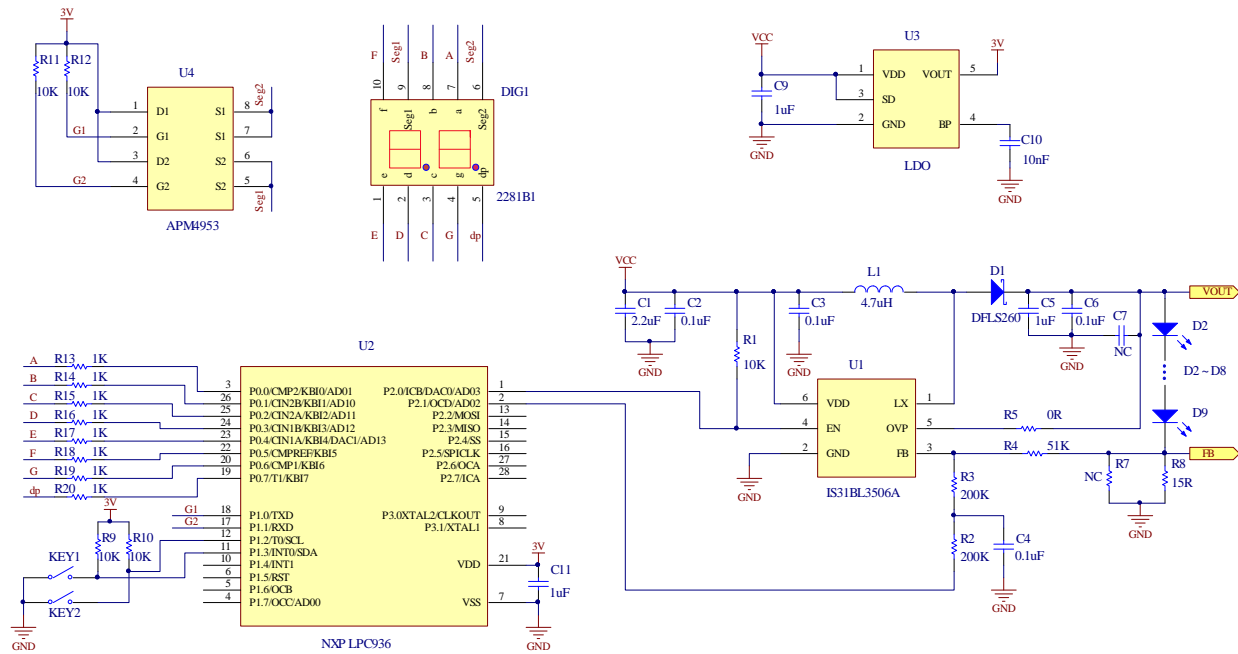 3V
R11
R12
10K
10K
G1
G2
U4
1
2
3
4
D1
G1
D2
G2
S1
S1
S2
S2
8
7
6
5
Seg2
Seg1
APM4953
F
Seg1
B
A
Seg2
10
9
8
7
6
DIG1
f
Seg1
b
a
Seg2
e
d
c
g
dp
2281B1
1
2
3
4
5
E
D
C
G
dp
VCC
C9
1uF
GND
U3
1
3
2
VDD
SD
GND
VOUT
BP
5
4
3V
LDO
C10
10nF
GND
VCC
C1
2.2uF
C2
0.1uF
GND
R1
10K
C3
0.1uF
GND
L1
4.7uH
D1
DFLS260
C5
1uF
C6
0.1uF
C7
NC
GND
VOUT
D2
D2 ~ D8
D9
FB
U1
6
4
2
VDD
EN
GND
LX
OVP
FB
1
5
3
IS31BL3506A
GND
R5 0R
R4 51K
R7
NC
R8
15R
GND
R3
200K
R2
200K
C4
0.1uF
GND
U2
A R13 1K
B R14 1K
C R15 1K
D R16 1K
E R17 1K
F R18 1K
G R19 1K
dp R20 1K
3 P0.0/CMP2/KBI0/AD01
26 P0.1/CIN2B/KBI1/AD10
25 P0.2/CIN2A/KBI2/AD11
24 P0.3/CIN1B/KBI3/AD12
23 P0.4/CIN1A/KBI4/DAC1/AD13
22 P0.5/CMPREF/KBI5
20 P0.6/CMP1/KBI6
19 P0.7/T1/KBI7
G1 18 P1.0/TXD
G2 17 P1.1/RXD
12 P1.2/T0/SCL
11 P1.3/INT0/SDA
10 P1.4/INT1
6 P1.5/RST
5 P1.6/OCB
4 P1.7/OCC/AD00
P2.0/ICB/DAC0/AD03 1
P2.1/OCD/AD02 2
P2.2/MOSI 13
P2.3/MISO 14
P2.4/SS 15
P2.5/SPICLK 16
P2.6/OCA 27
P2.7/ICA 28
P3.0XTAL2/CLKOUT 9
P3.1/XTAL1 8
VDD 21
VSS 7
NXP LPC936
3V
R9
R10
10K
10K
KEY1
KEY2
GND
3V
C11
1uF
GND